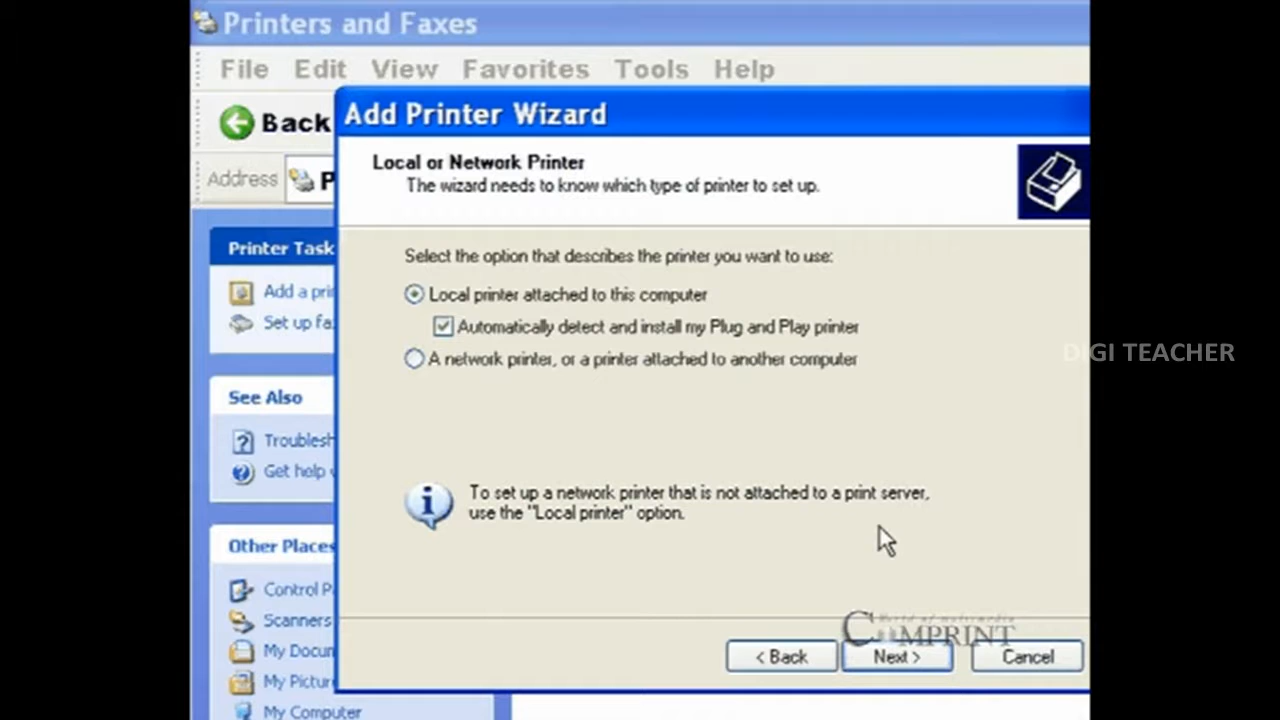 Printers and Faxes
File Edit View Favorites Tools Help
Back
Address P
Add Printer Wizard
Local or Network Printer
The wizard needs to know which type of printer to set up.
Select the option that describes the printer you want to use:
Local printer attached to this computer
Automatically detect and install my Plug and Play printer
A network printer, or a printer attached to another computer
To set up a network printer that is not attached to a print server,
use the "Local printer" option.
< Back Next > Cancel
Printer Task
Add a prin
Set up fa
See Also
Troublesh
Get help
Other Places
Control P
Scanners
My Docun
My Pictur
My Computer
DIGI TEACHER
World of multimedia
COMPRINT